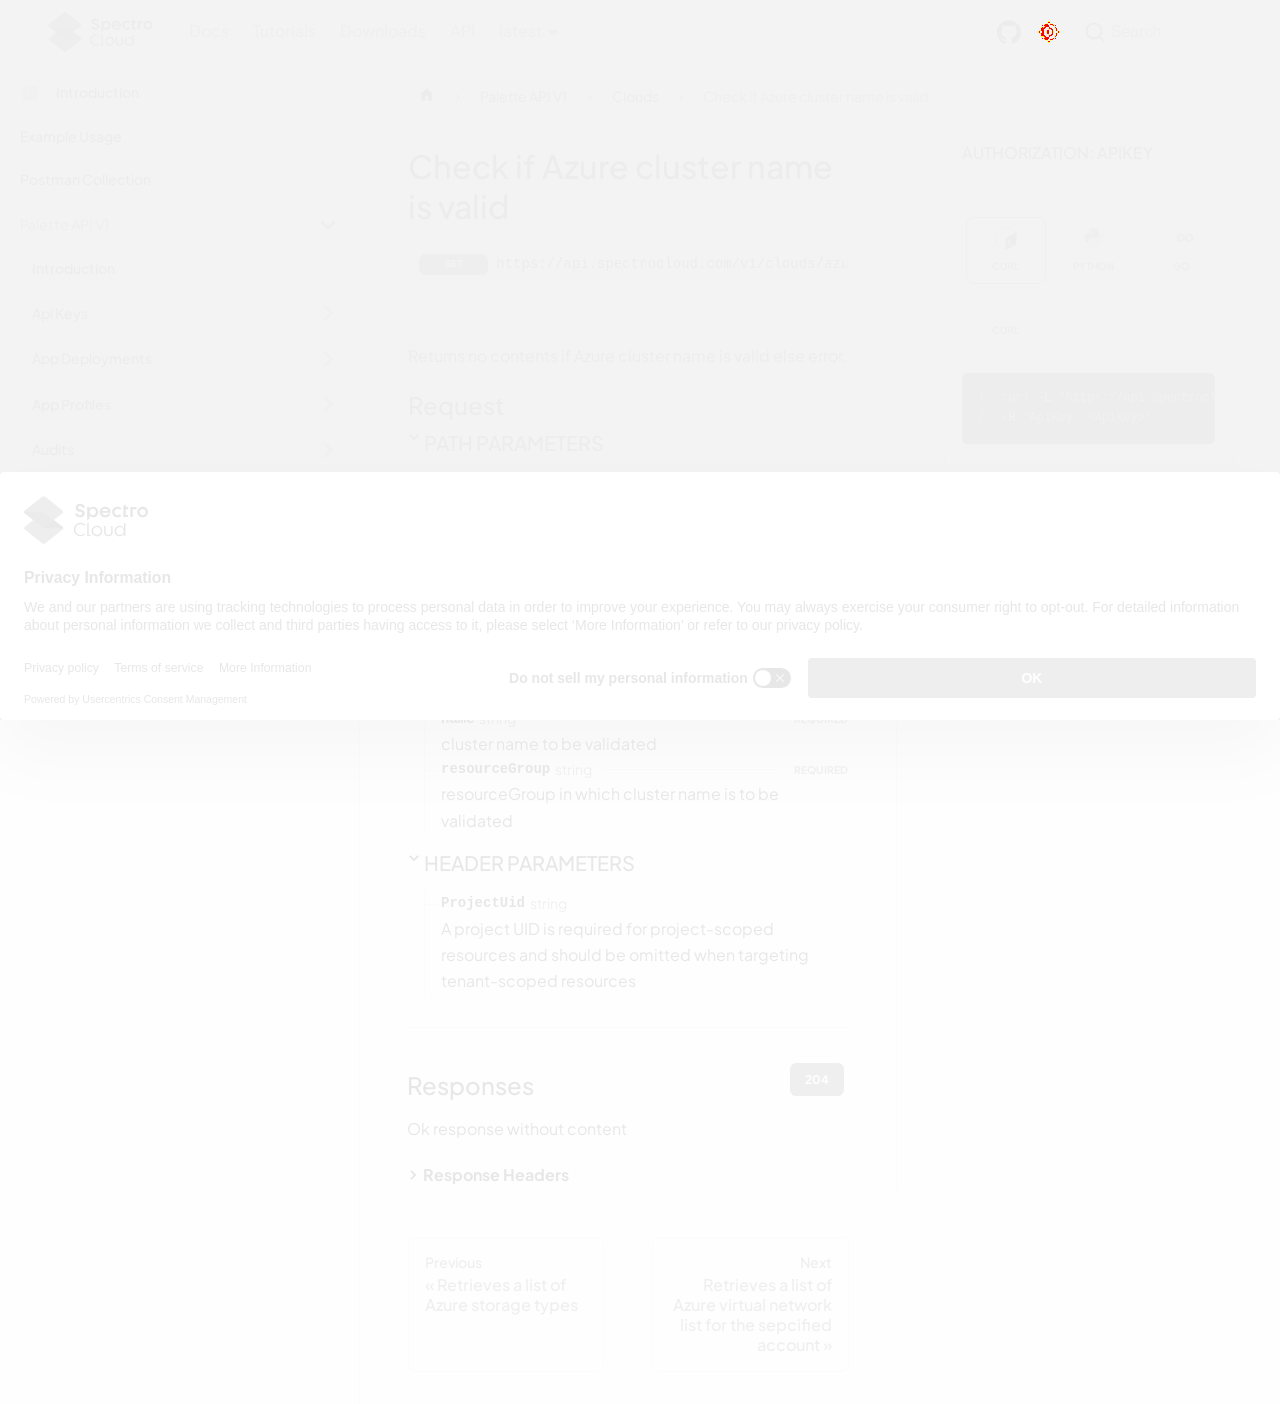 Spectro
Cloud
Docs Tutorials Downloads API latest
Search
Introduction
Palette API V1
Clouds
Check if Azure cluster name is valid
Example Usage
Postman Collection
Palette API V1
Introduction
Api Keys
App Deployments
App Profiles
Audits
Check if Azure cluster name
is valid
GET https://api.spectrocloud.com/v1/clouds/azu
Returns no contents if Azure cluster name is valid else error.
Request
PATH PARAMETERS
AUTHORIZATION: APIKEY
CURL PYTHON GO
CURL
Spectro
Cloud
Privacy Information
We and our partners are using tracking technologies to process personal data in order to improve your experience. You may always exercise your consumer right to opt-out. For detailed information
about personal information we collect and third parties having access to it, please select 'More Information' or refer to our privacy policy.
Privacy policy Terms of service More Information
Powered by Usercentrics Consent Management
Do not sell my personal information
OK
name string REQUIRED
cluster name to be validated
resourceGroup string REQUIRED
resourceGroup in which cluster name is to be
validated
HEADER PARAMETERS
ProjectUid string
A project UID is required for project-scoped
resources and should be omitted when targeting
tenant-scoped resources
Responses
204
Ok response without content
Response Headers
Previous
« Retrieves a list of
Azure storage types
Next
Retrieves a list of
Azure virtual network
list for the sepcified
account »